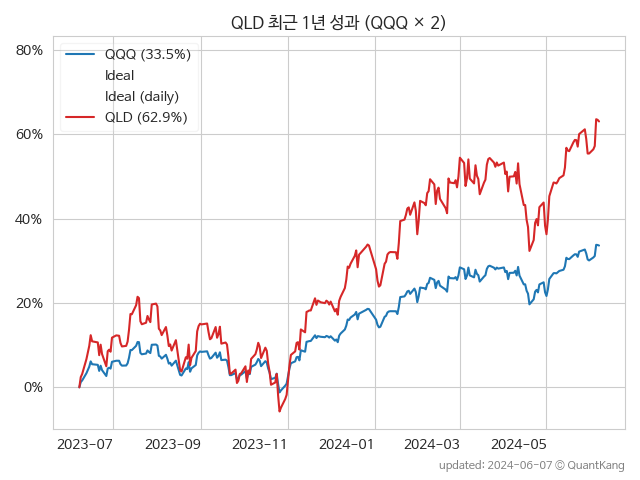 QLD 최근 1년 성과 (QQQ × 2)
80%
60%
40%
20%
0%
QQQ (33.5%)
Ideal
Ideal (daily)
QLD (62.9%)
2023-07
2023-09
2023-11
2024-01
2024-03
2024-05
updated: 2024-06-07 © QuantKang